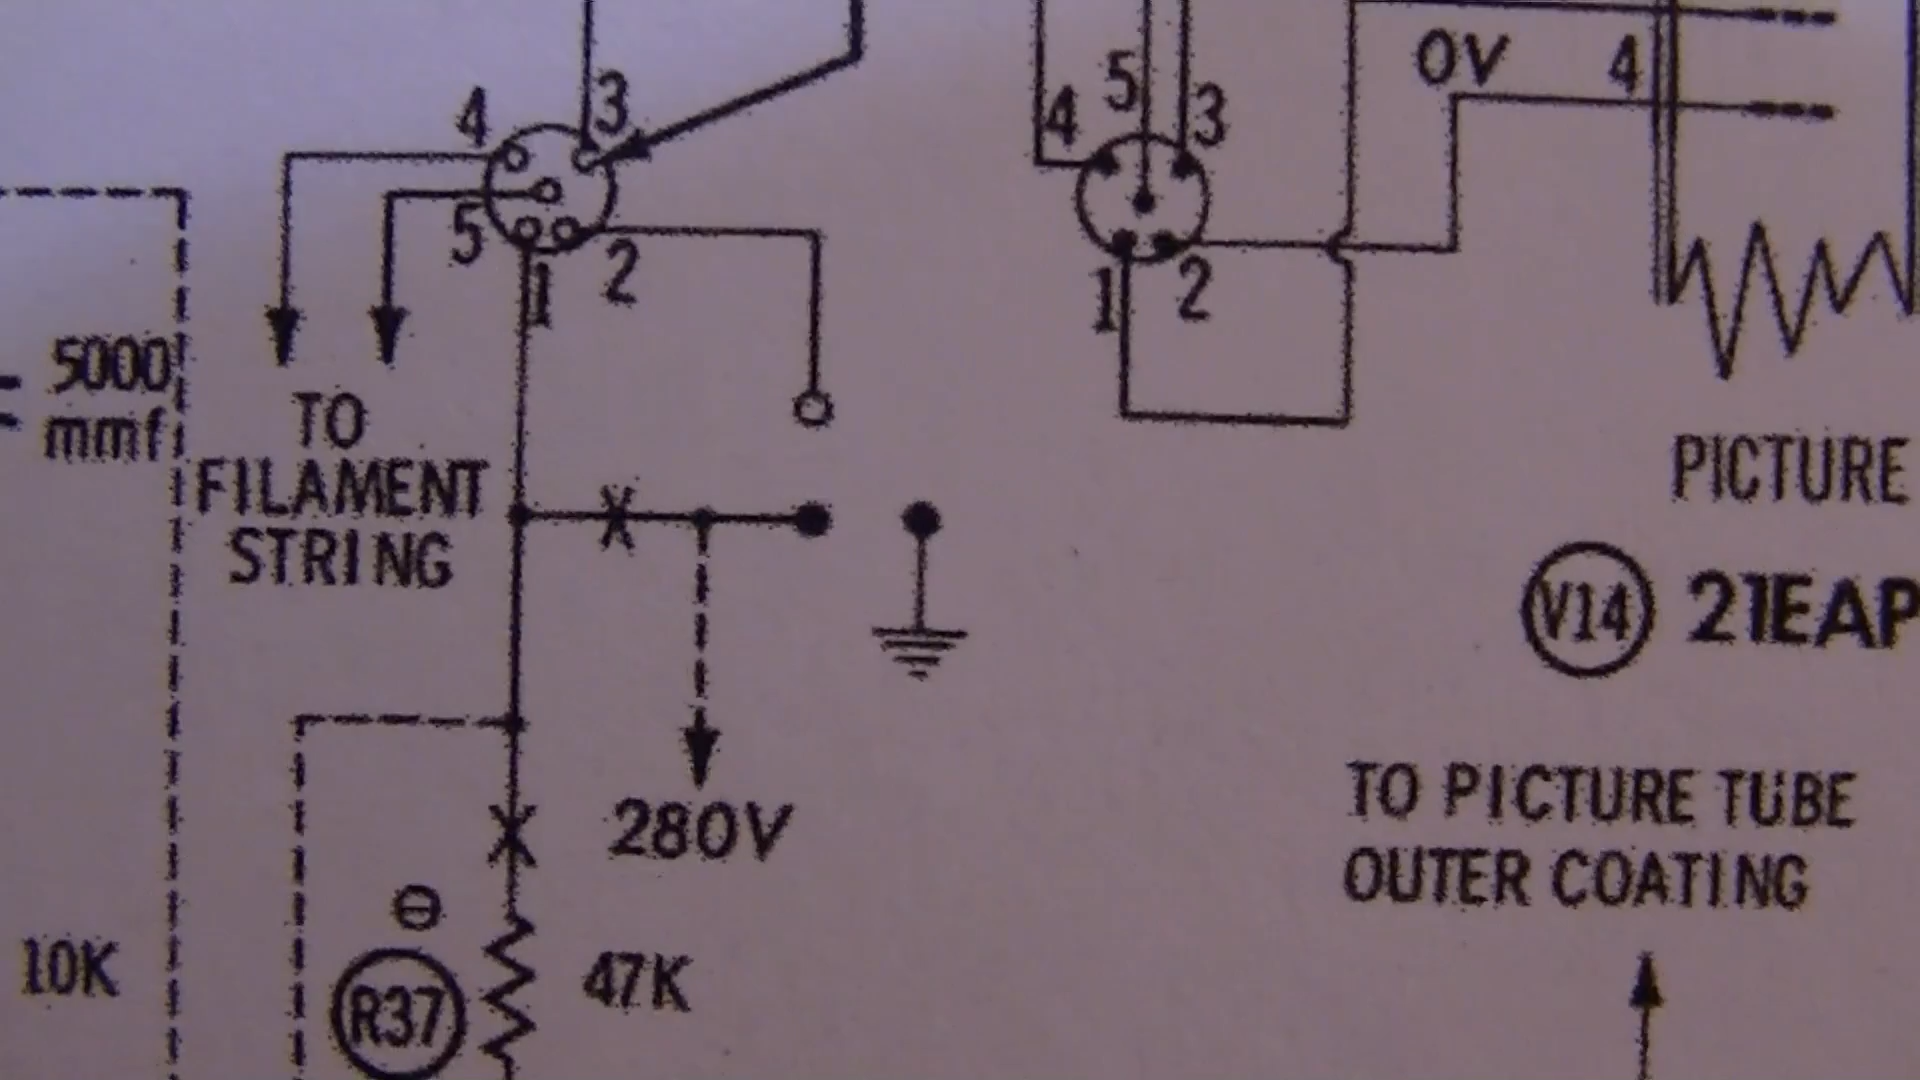 OV
4
4
3
5
1
2
4
5
3
1
2
5000
mmf
TO
FILAMENT
STRING
PICTURE
V14
21EAP
280V
TO PICTURE TUBE
OUTER COATING
10K
R37
47K